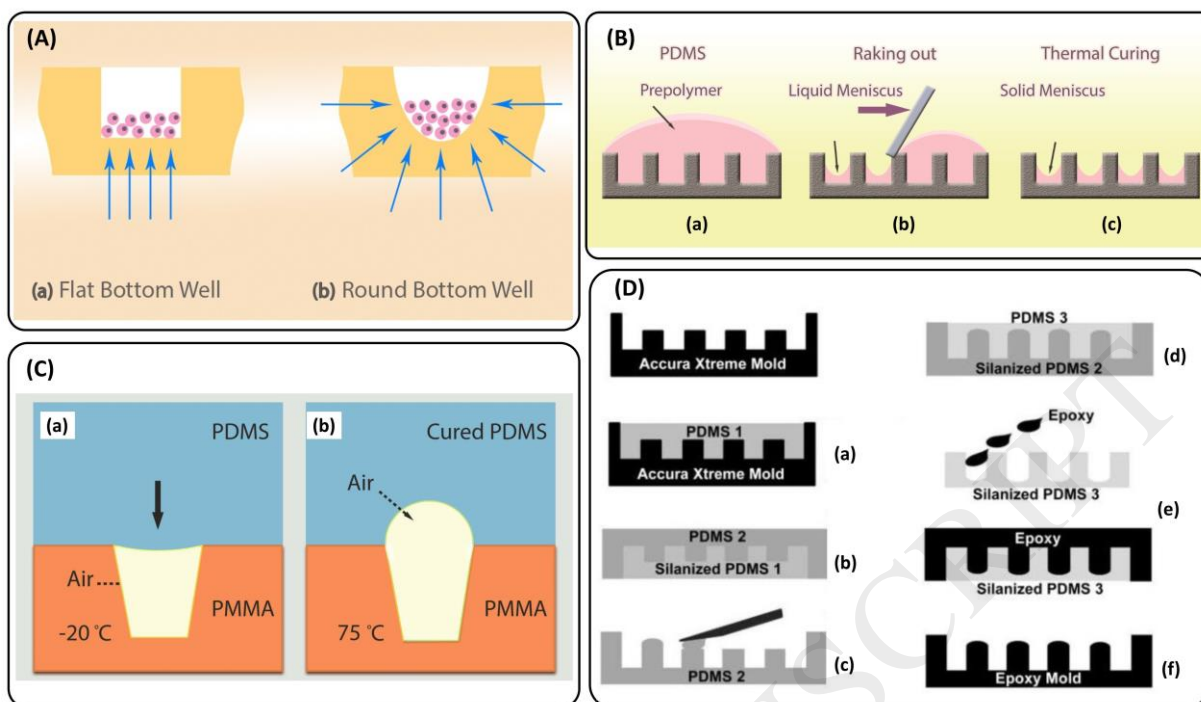 (A)
(a) Flat Bottom Well
(b) Round Bottom Well
(B)
PDMS
Raking out
Thermal Curing
Prepolymer
Liquid Meniscus
Solid Meniscus
(a)
(b)
(c)
(C)
(a)
PDMS
Air
PMMA
-20 °C
(b)
Cured PDMS
Air
PMMA
75 °C
(D)
Accura Xtreme Mold
PDMS 1
Accura Xtreme Mold
(a)
PDMS 2
Silanized PDMS 1
(b)
PDMS 2
(c)
PDMS 3
Silanized PDMS 2
(d)
Epoxy
Silanized PDMS 3
(e)
Epoxy
Silanized PDMS 3
Epoxy Mold
(f)